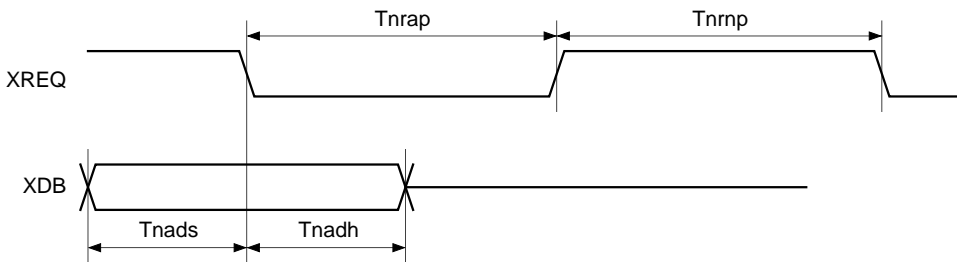 Tnrap
Tnrnp
XREQ
XDB
Tnads
Tnadh